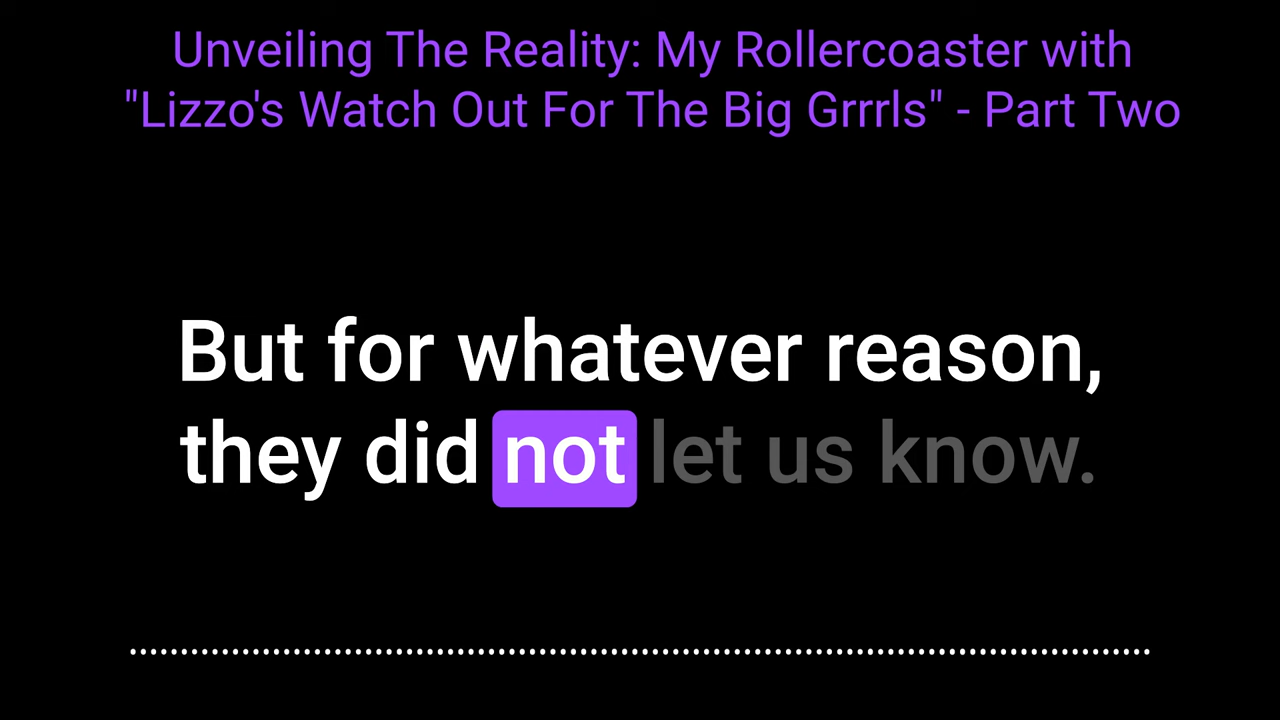 Unveiling The Reality: My Rollercoaster with
"Lizzo's Watch Out For The Big Grrrls" - Part Two
But for whatever reason,
they did not let us know.